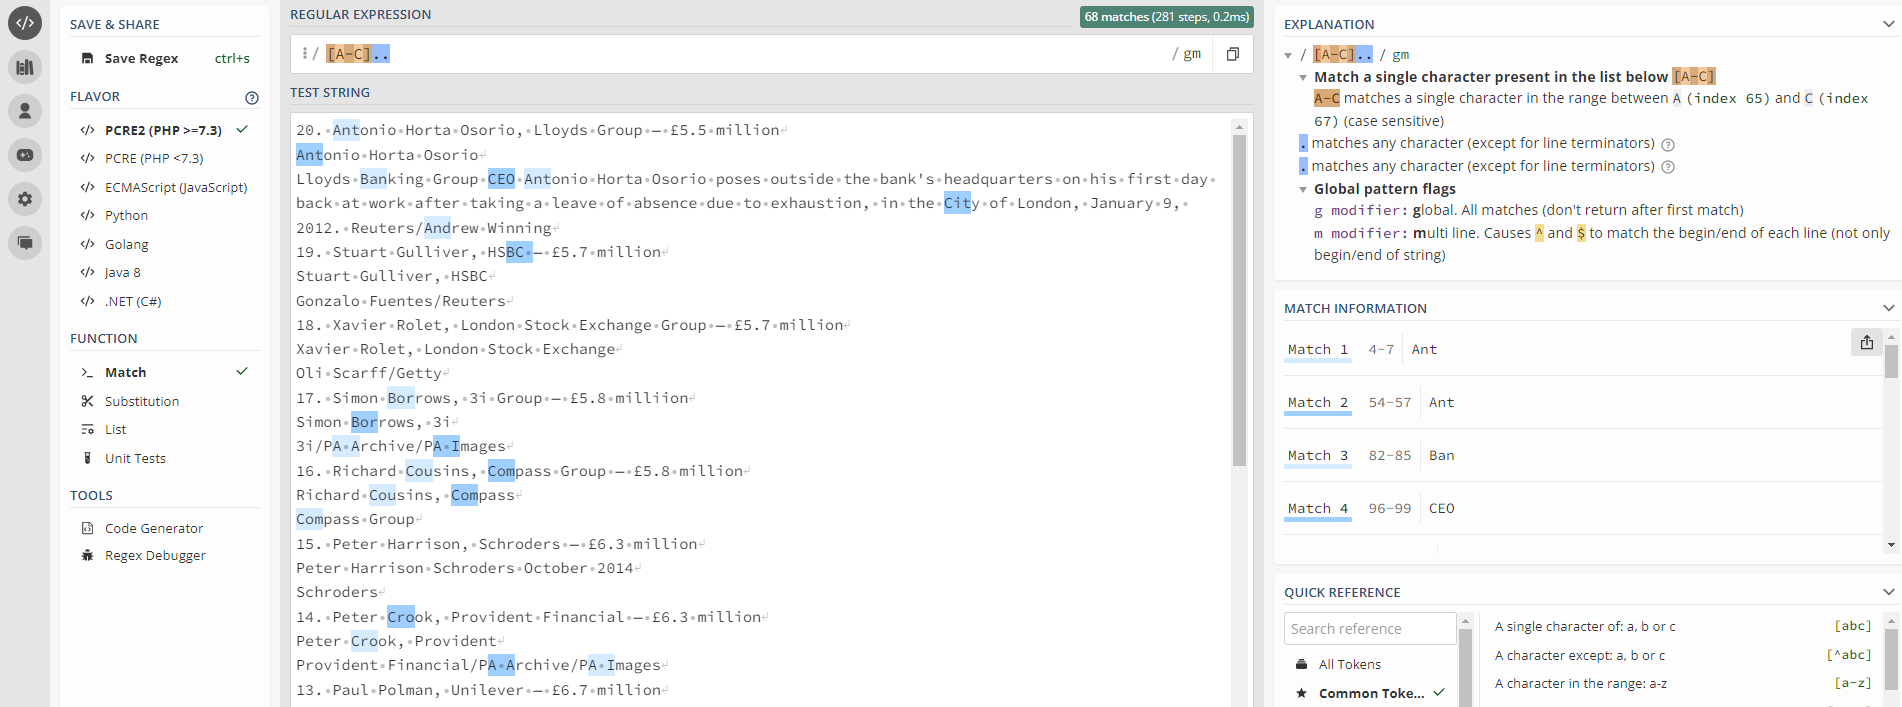 SAVE & SHARE
Save Regex ctrl+s
FLAVOR
PCRE2 (PHP >=7.3)
PCRE (PHP <7.3)
ECMAScript (JavaScript)
Python
Golang
Java 8
.NET (C#)
FUNCTION
Match
Substitution
List
Unit Tests
TOOLS
Code Generator
Regex Debugger
REGULAR EXPRESSION
68 matches (281 steps, 0.2ms)
/ [A-C].. / gm
TEST STRING
20. Antonio Horta Osorio, Lloyds Group — £5.5 million
Antonio Horta Osorio
Lloyds Banking Group CEO Antonio Horta Osorio poses outside the bank's headquarters on his first day
back at work after taking a leave of absence due to exhaustion, in the City of London, January 9,
2012. Reuters/Andrew Winning
19. Stuart Gulliver, HSBC — £5.7 million
Stuart Gulliver, HSBC
Gonzalo Fuentes/Reuters
18. Xavier Rolet, London Stock Exchange Group — £5.7 million
Xavier Rolet, London Stock Exchange
Oli Scarff/Getty
17. Simon Borrows, 3i Group — £5.8 milliion
Simon Borrows, 3i
3i/PA Archive/PA Images
16. Richard Cousins, Compass Group — £5.8 million
Richard Cousins, Compass
Compass Group
15. Peter Harrison, Schroders — £6.3 million
Peter Harrison Schroders October 2014
Schroders
14. Peter Crook, Provident Financial — £6.3 million
Peter Crook, Provident
Provident Financial/PA Archive/PA Images
13. Paul Polman, Unilever — £6.7 million
EXPLANATION
/ [A-C].. / gm
Match a single character present in the list below [A-C]
A-C matches a single character in the range between A (index 65) and C (index
67) (case sensitive)
. matches any character (except for line terminators)
. matches any character (except for line terminators)
Global pattern flags
g modifier: global. All matches (don't return after first match)
m modifier: multi line. Causes ^ and $ to match the begin/end of each line (not only
begin/end of string)
MATCH INFORMATION
Match 1 4-7 Ant
Match 2 54-57 Ant
Match 3 82-85 Ban
Match 4 96-99 CEO
QUICK REFERENCE
Search reference
All Tokens
Common Toke...
A single character of: a, b or c [abc]
A character except: a, b or c [^abc]
A character in the range: a-z [a-z]